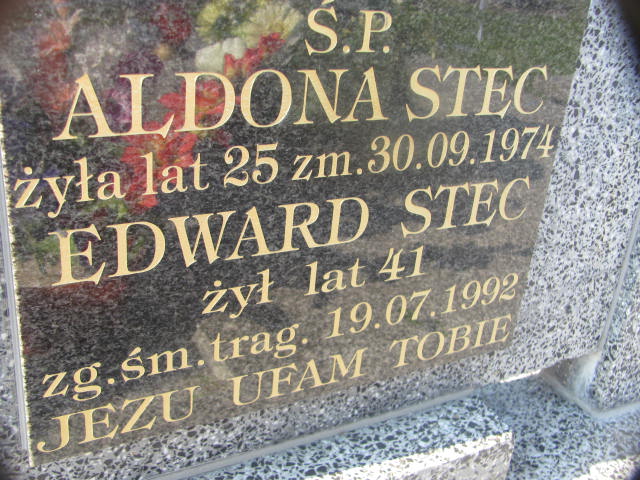 Ś.P.
ALDONA STEC
żyła lat 25 zm. 30.09.1974
EDWARD STEC
żył lat 41
zg.śm.trag. 19.07.1992
JEZU UFAM TOBIE